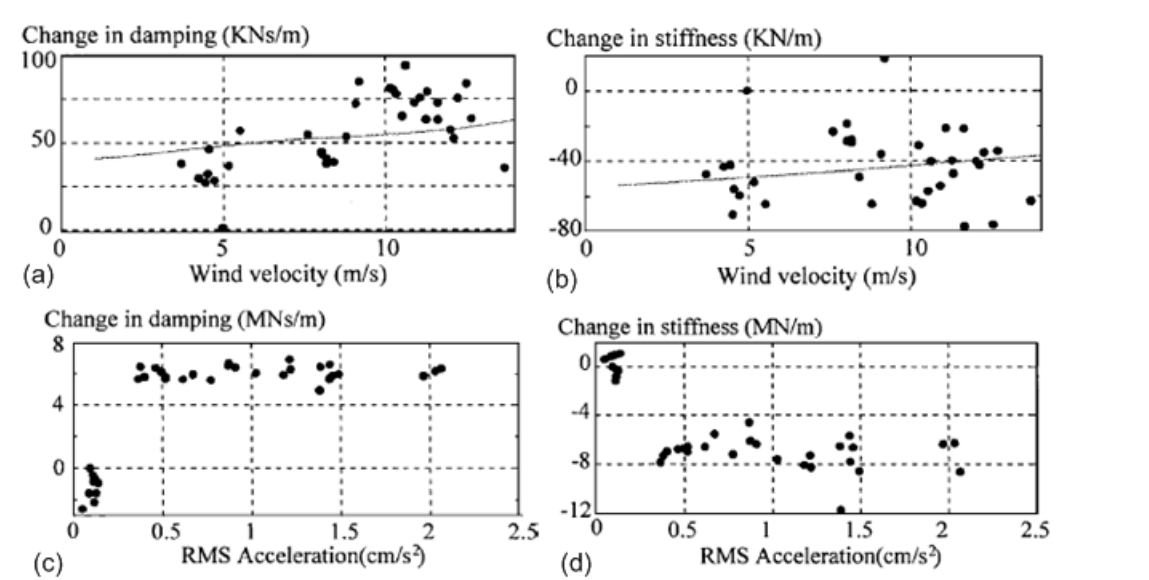 Change in damping (KNs/m)
100
50
0
0 5 10
(a) Wind velocity (m/s)
Change in stiffness (KN/m)
0
-40
-80
0 5 10
(b) Wind velocity (m/s)
Change in damping (MNs/m)
8
4
0
0 0.5 1 1.5 2 2.5
(c) RMS Acceleration(cm/s²)
Change in stiffness (MN/m)
0
-4
-8
-12
0 0.5 1 1.5 2 2.5
(d) RMS Acceleration(cm/s²)